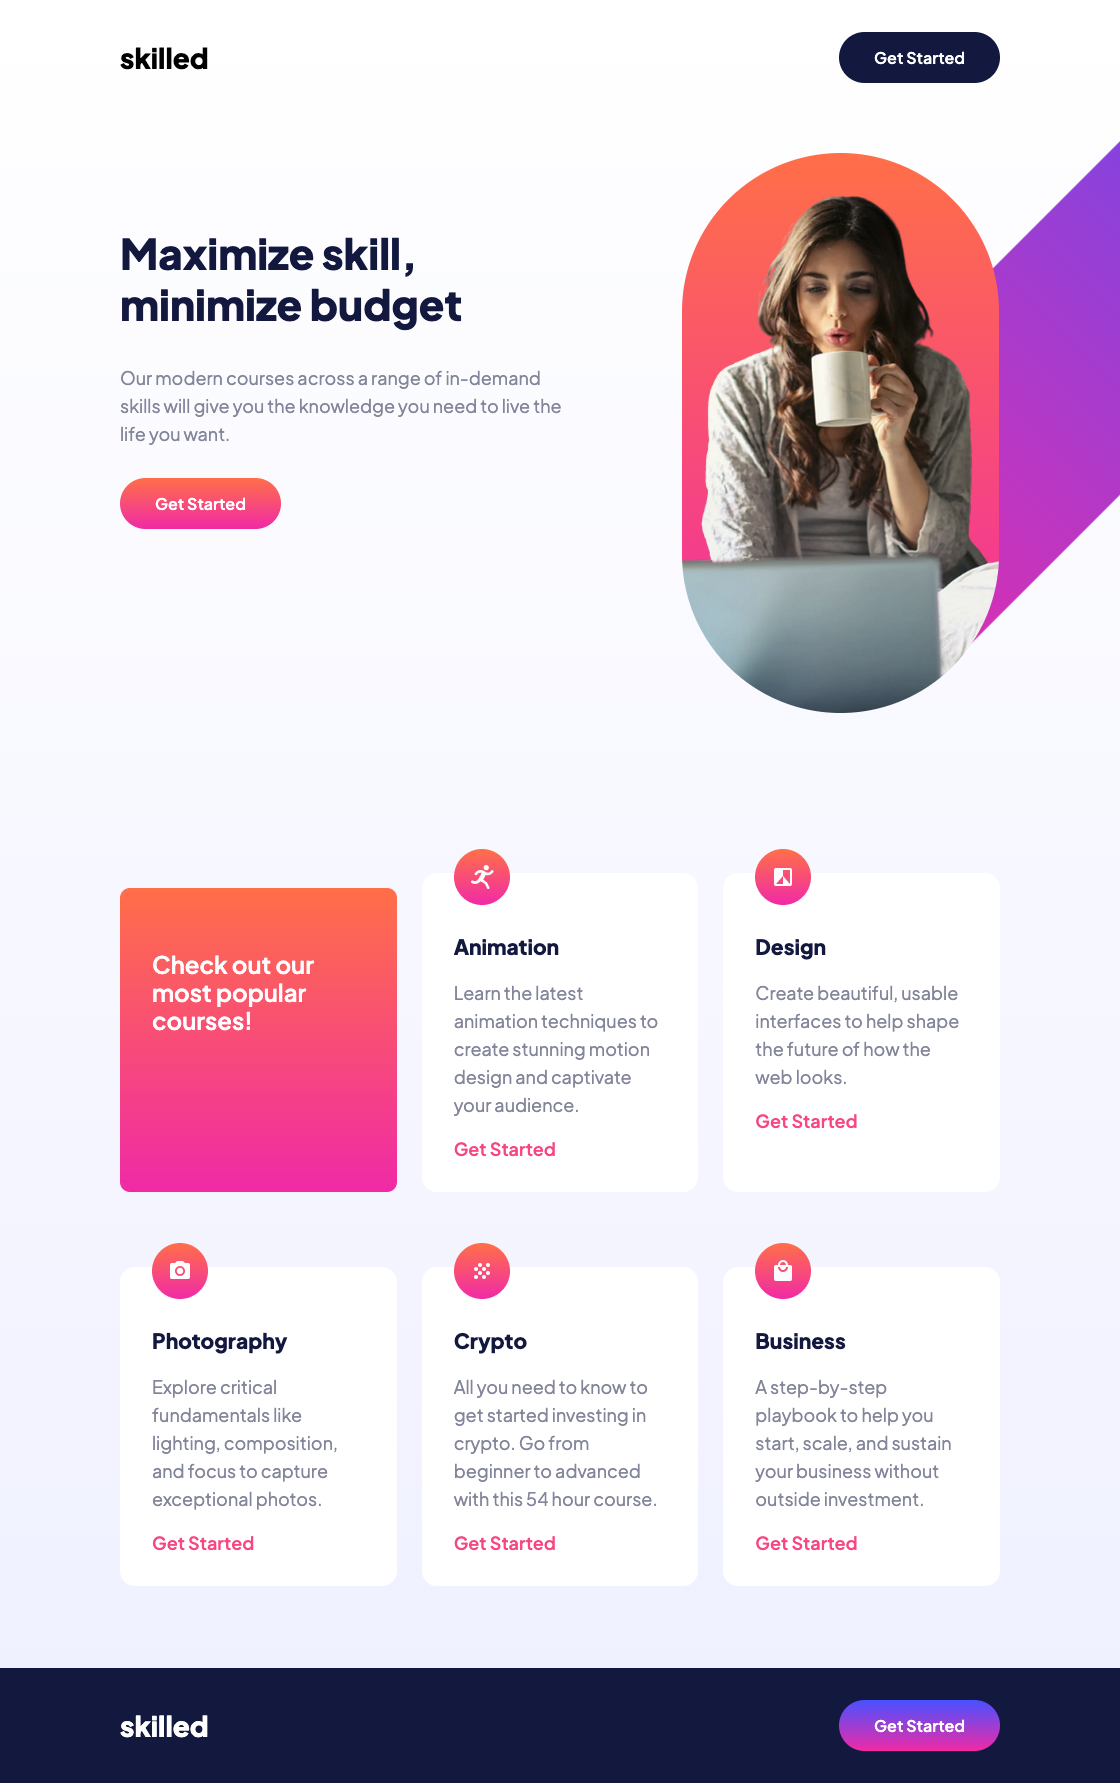 skilled
Get Started
Maximize skill,
minimize budget
Our modern courses across a range of in-demand
skills will give you the knowledge you need to live the
life you want.
Get Started
Check out our
most popular
courses!
Animation
Learn the latest
animation techniques to
create stunning motion
design and captivate
your audience.
Get Started
Design
Create beautiful, usable
interfaces to help shape
the future of how the
web looks.
Get Started
Photography
Explore critical
fundamentals like
lighting, composition,
and focus to capture
exceptional photos.
Get Started
Crypto
All you need to know to
get started investing in
crypto. Go from
beginner to advanced
with this 54 hour course.
Get Started
Business
A step-by-step
playbook to help you
start, scale, and sustain
your business without
outside investment.
Get Started
skilled
Get Started